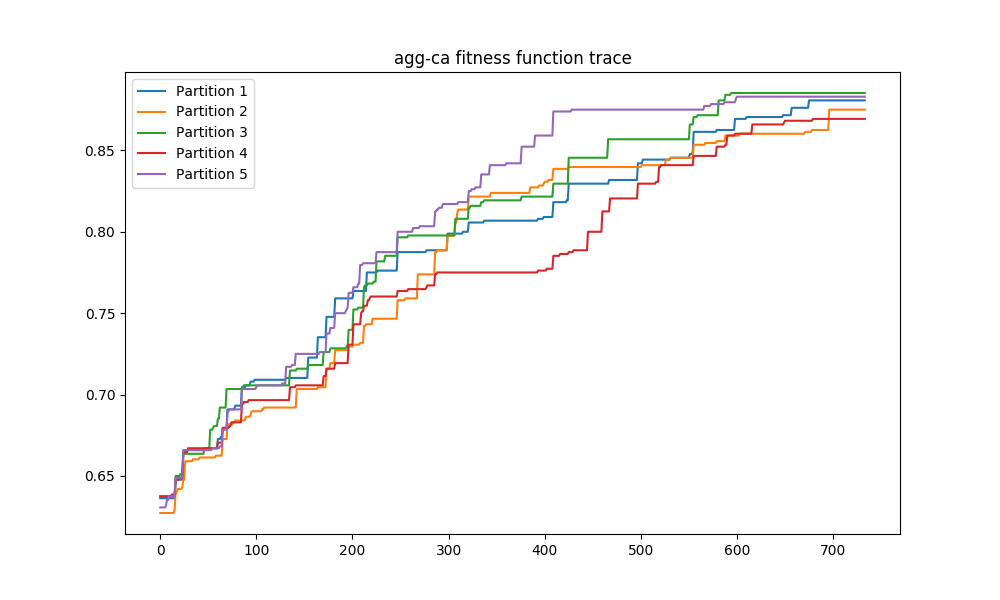 agg-ca fitness function trace
Partition 1
Partition 2
Partition 3
Partition 4
Partition 5
0.85
0.80
0.75
0.70
0.65
0 100 200 300 400 500 600 700